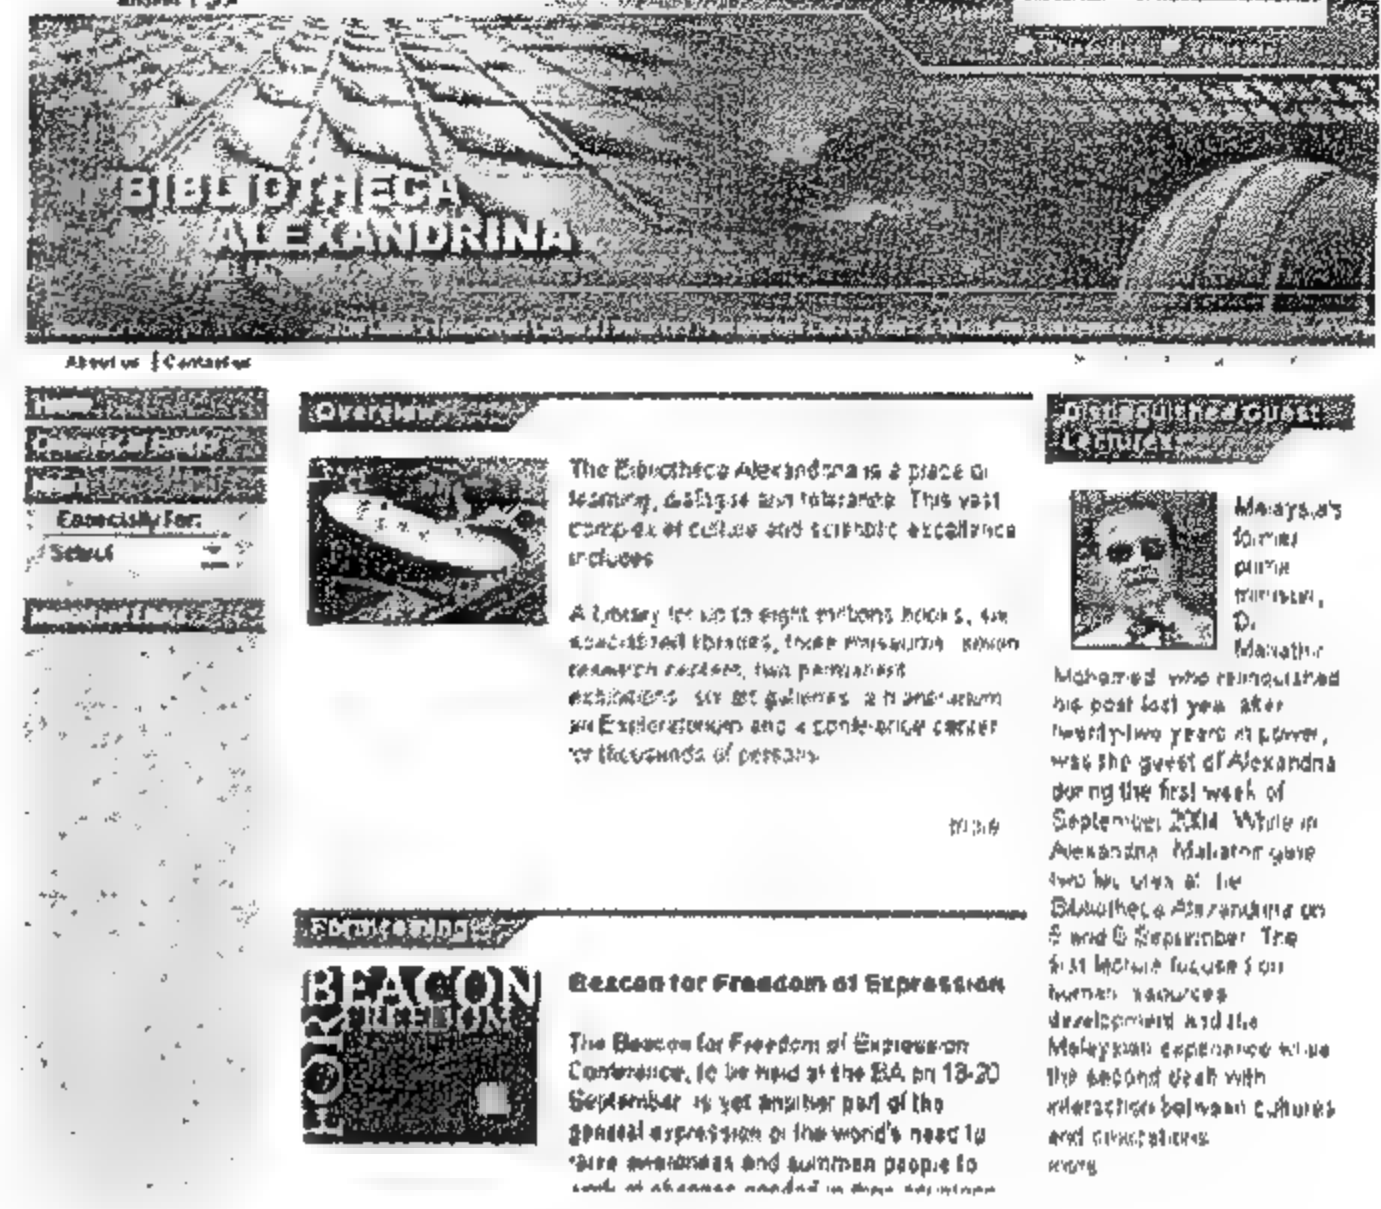 BIBLIOTHECA
ALEXANDRINA
About us | Contact us
Especially for:
Select
Overview
The Bibliotheca Alexandrina is a place of
learning, dialogue and tolerance. This vast
complex of culture and scientific excellence
includes
A Library for up to eight millions books, six
specialized libraries, three museums, seven
research centers, two permanent
exhibitions, six art galleries, a Planetarium
an Exploratorium and a conference center
for thousands of persons.
more
Forthcoming
BEACON
FREEDOM
FOR
Beacon for Freedom of Expression
The Beacon for Freedom of Expression
Conference, to be held at the BA on 18-20
September is yet another part of the
general expression of the world's need to
raise awareness and summon people to
Distinguished Guest
Lectures
Malaysia's
former
prime
minister,
Dr.
Mahathir
Mohamed who relinquished
his post last year after
twenty-two years in power,
was the guest of Alexandria
during the first week of
September 2004. While in
Alexandria Mahathir gave
two lectures at the
Bibliotheca Alexandrina on
and September. The
first lecture focuses on
human resources
development and the
Malaysian experience while
the second dealt with
interaction between cultures
and civilizations
more